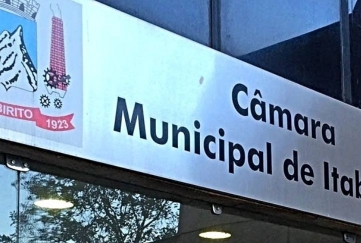 Câmara
Municipal de Itab
BIRITO
1923